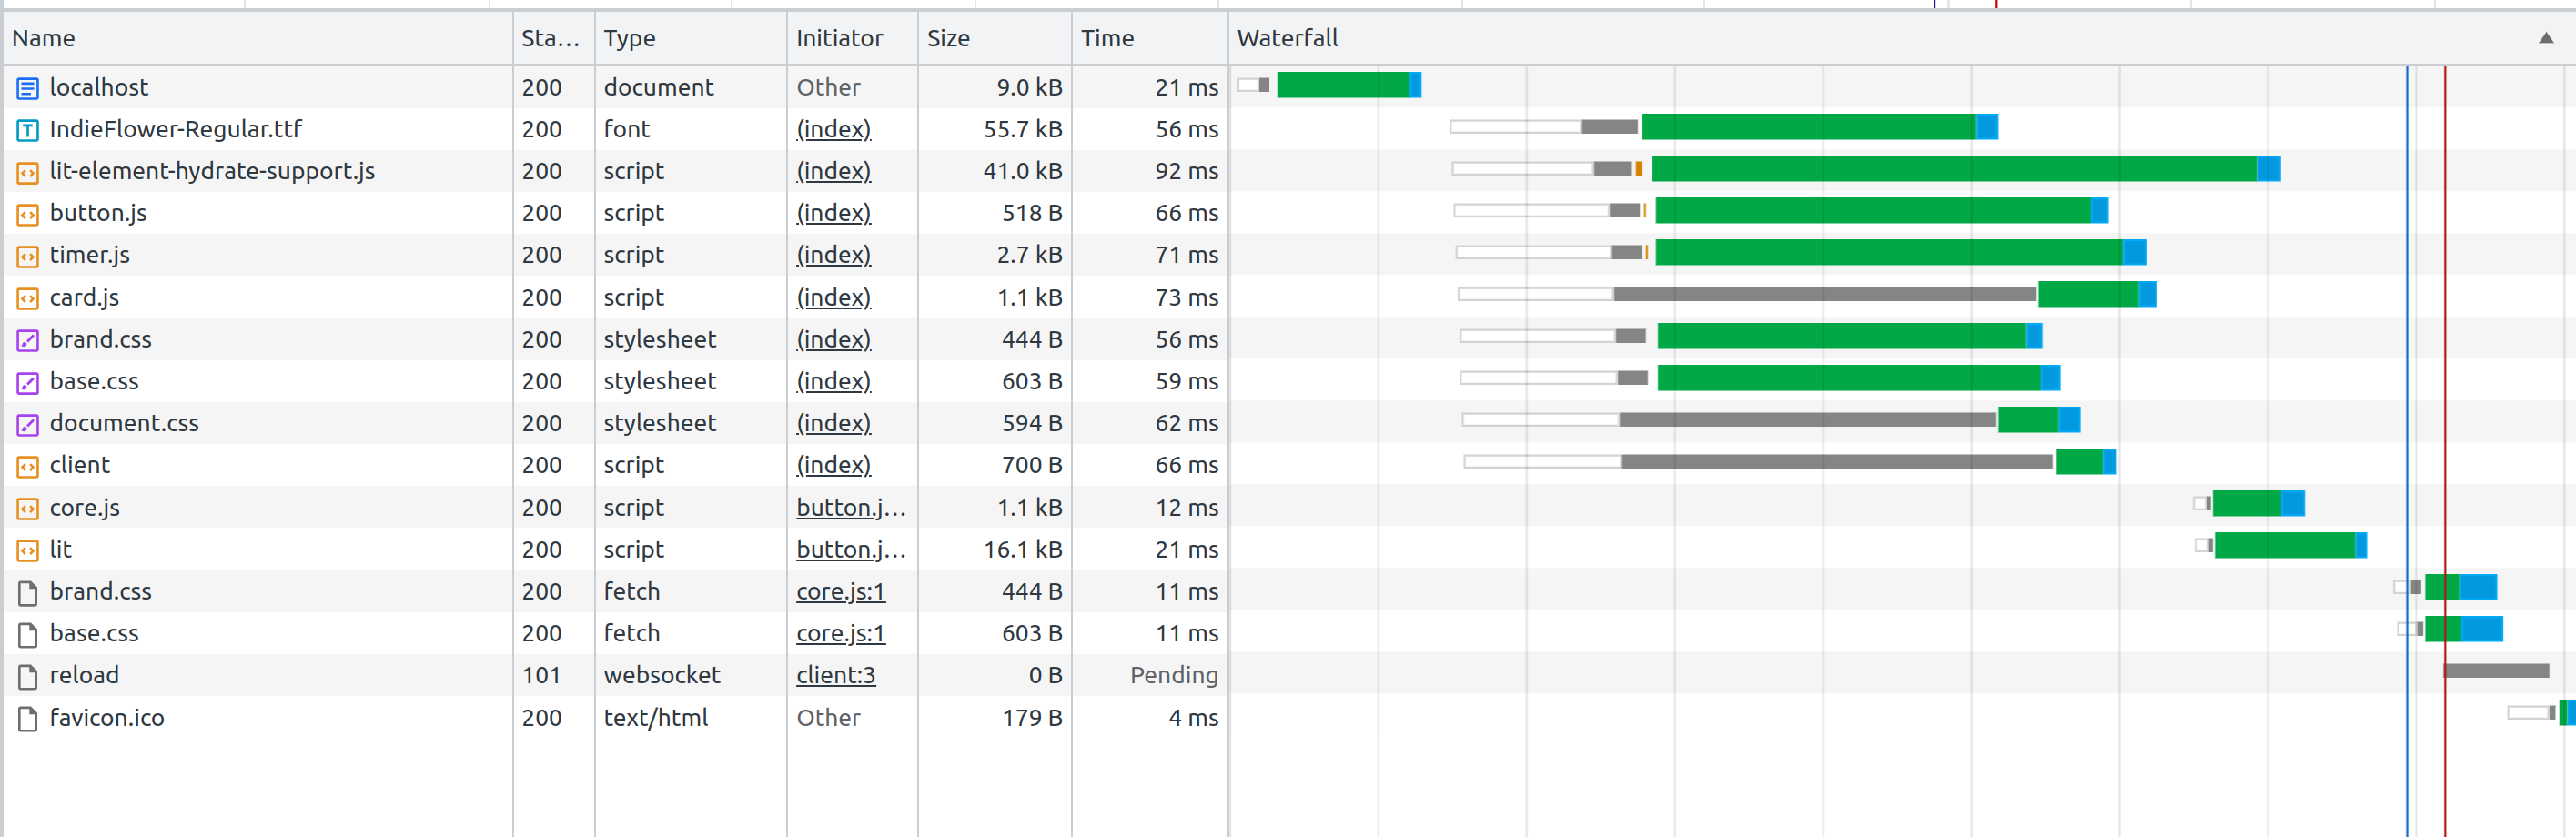 Name Sta... Type Initiator Size Time Waterfall
localhost 200 document Other 9.0 kB 21 ms
IndieFlower-Regular.ttf 200 font (index) 55.7 kB 56 ms
lit-element-hydrate-support.js 200 script (index) 41.0 kB 92 ms
button.js 200 script (index) 518 B 66 ms
timer.js 200 script (index) 2.7 kB 71 ms
card.js 200 script (index) 1.1 kB 73 ms
brand.css 200 stylesheet (index) 444 B 56 ms
base.css 200 stylesheet (index) 603 B 59 ms
document.css 200 stylesheet (index) 594 B 62 ms
client 200 script (index) 700 B 66 ms
core.js 200 script button.j... 1.1 kB 12 ms
lit 200 script button.j... 16.1 kB 21 ms
brand.css 200 fetch core.js:1 444 B 11 ms
base.css 200 fetch core.js:1 603 B 11 ms
reload 101 websocket client:3 0 B Pending
favicon.ico 200 text/html Other 179 B 4 ms